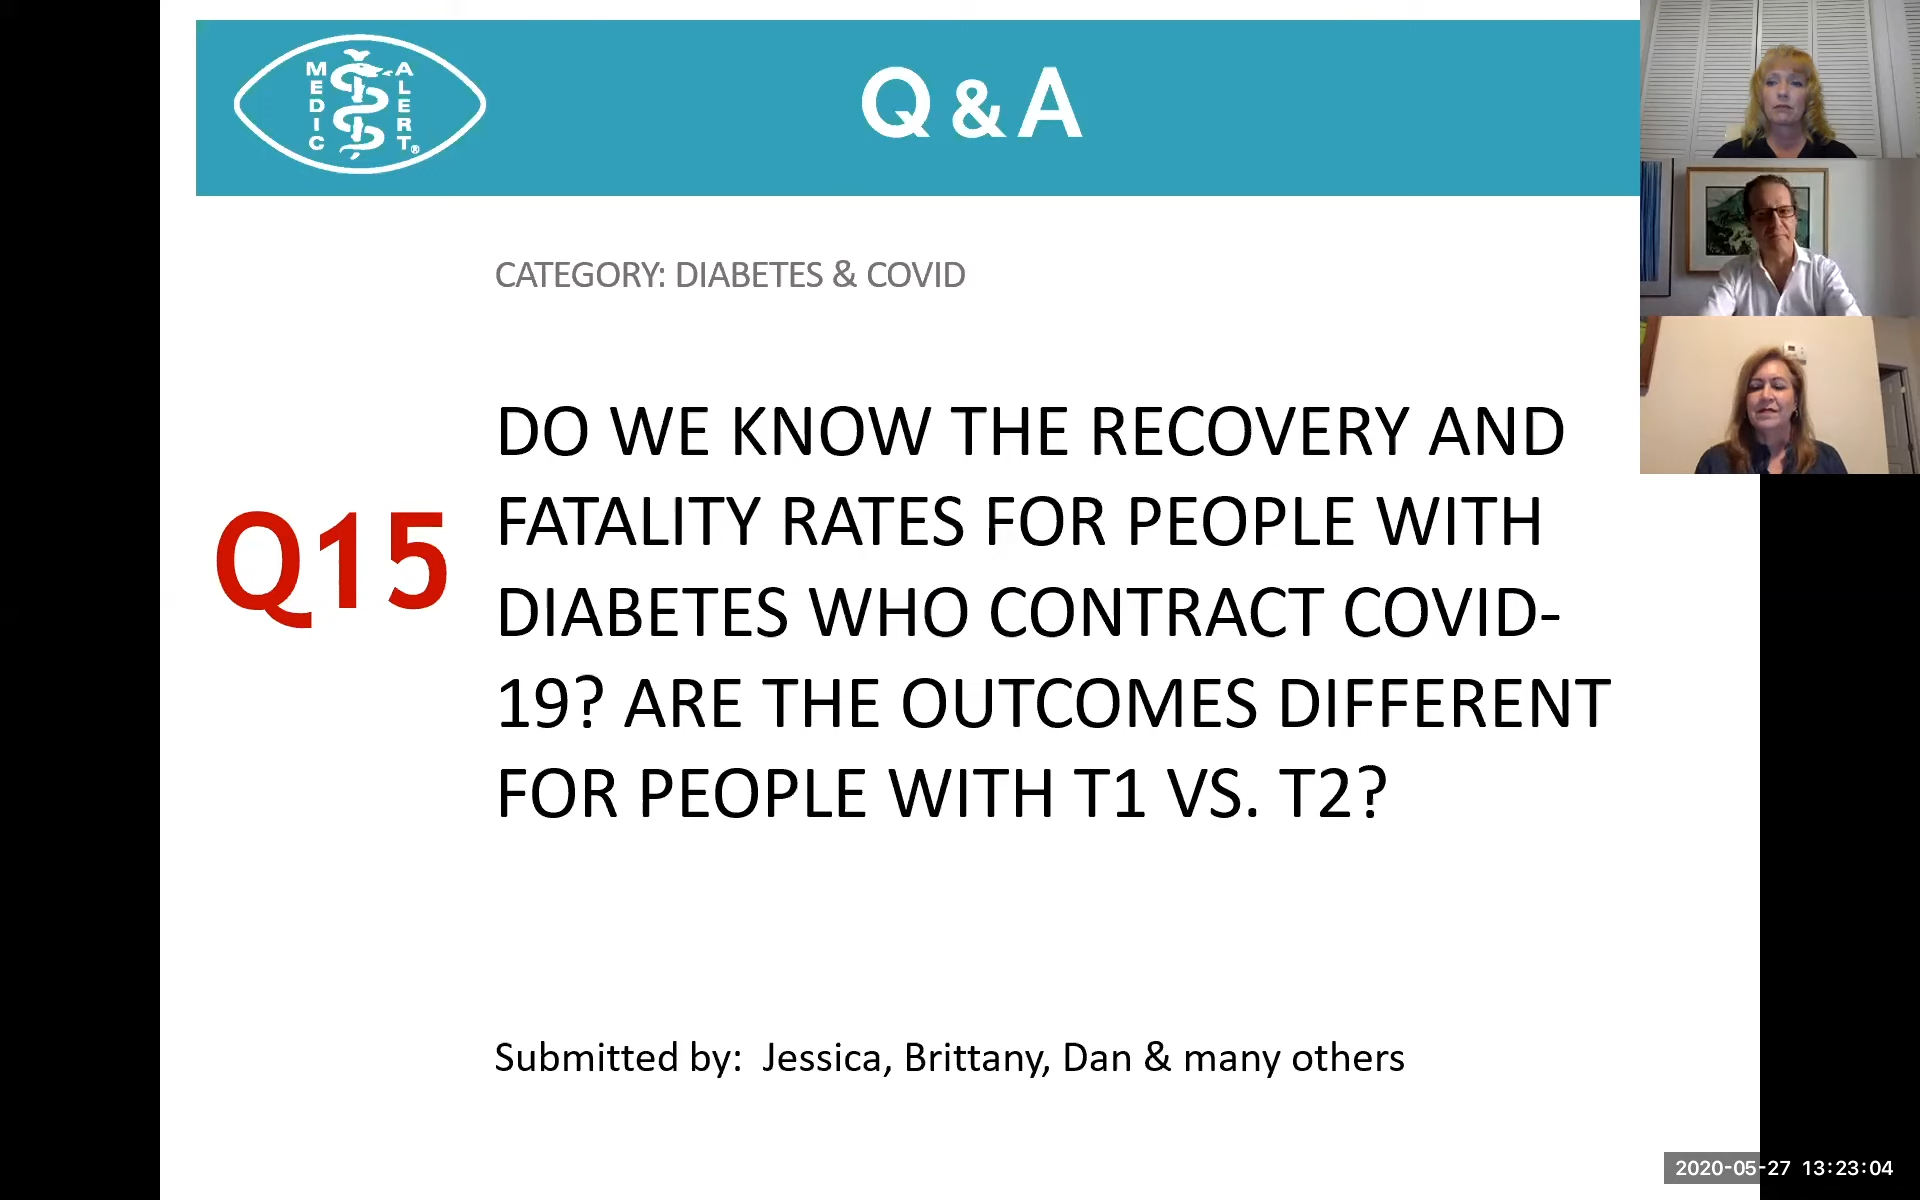 MEDIC ALERT®
Q & A
CATEGORY: DIABETES & COVID
Q15
DO WE KNOW THE RECOVERY AND
FATALITY RATES FOR PEOPLE WITH
DIABETES WHO CONTRACT COVID-
19? ARE THE OUTCOMES DIFFERENT
FOR PEOPLE WITH T1 VS. T2?
Submitted by: Jessica, Brittany, Dan & many others
2020-05-27 13:23:04